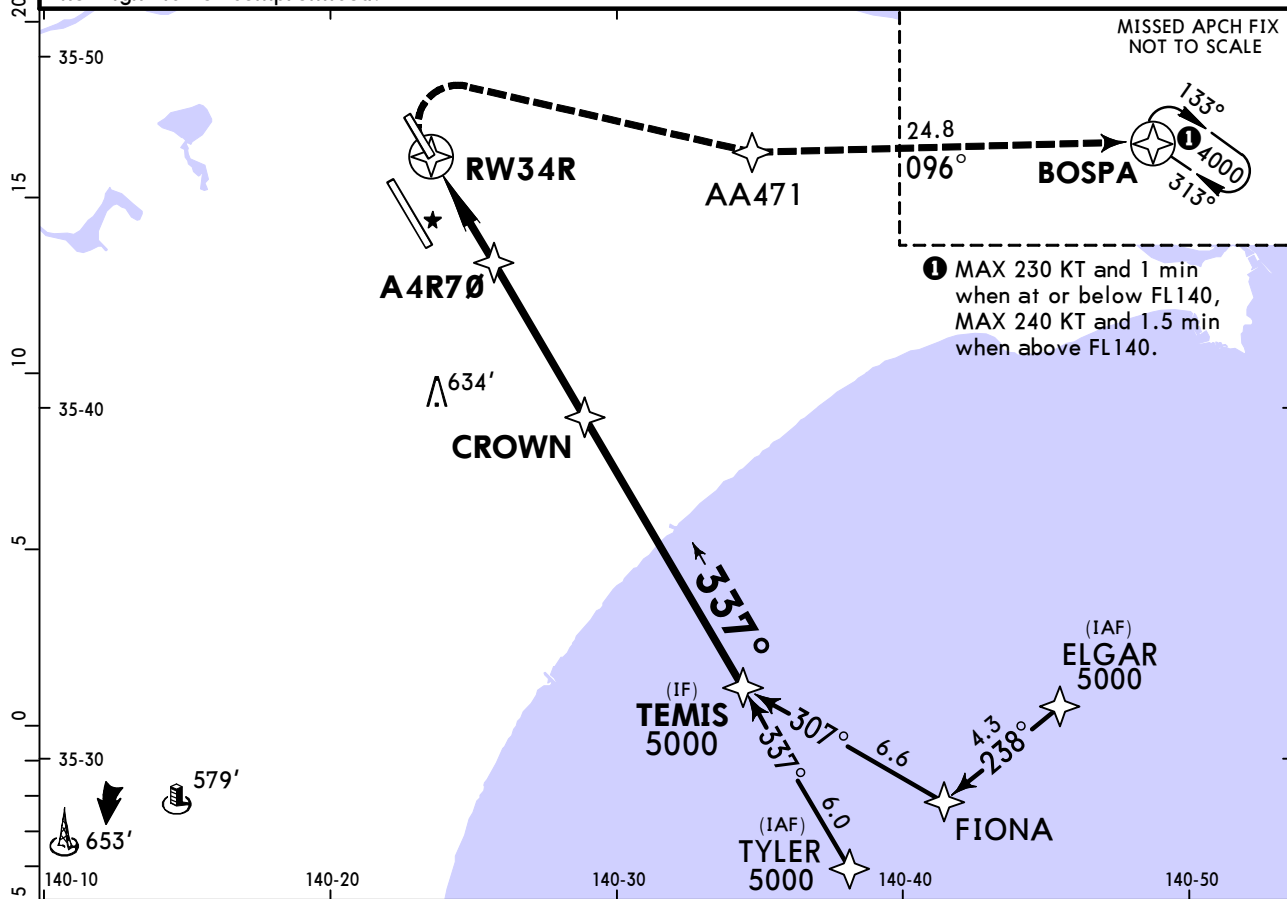 20
MISSED APCH FIX
NOT TO SCALE
35-50
133°
24.8
❶
4000
RW34R
096°
BOSPA
313°
15
AA471
❶ MAX 230 KT and 1 min
when at or below FL140,
MAX 240 KT and 1.5 min
when above FL140.
A4R7Ø
10
634'
35-40
CROWN
5
337°
(IAF)
ELGAR
5000
(IF)
TEMIS
5000
0
307°
6.6
4.3
238°
337°
35-30
579'
6.0
653'
(IAF)
TYLER
5000
FIONA
5
140-10
140-20
140-30
140-40
140-50